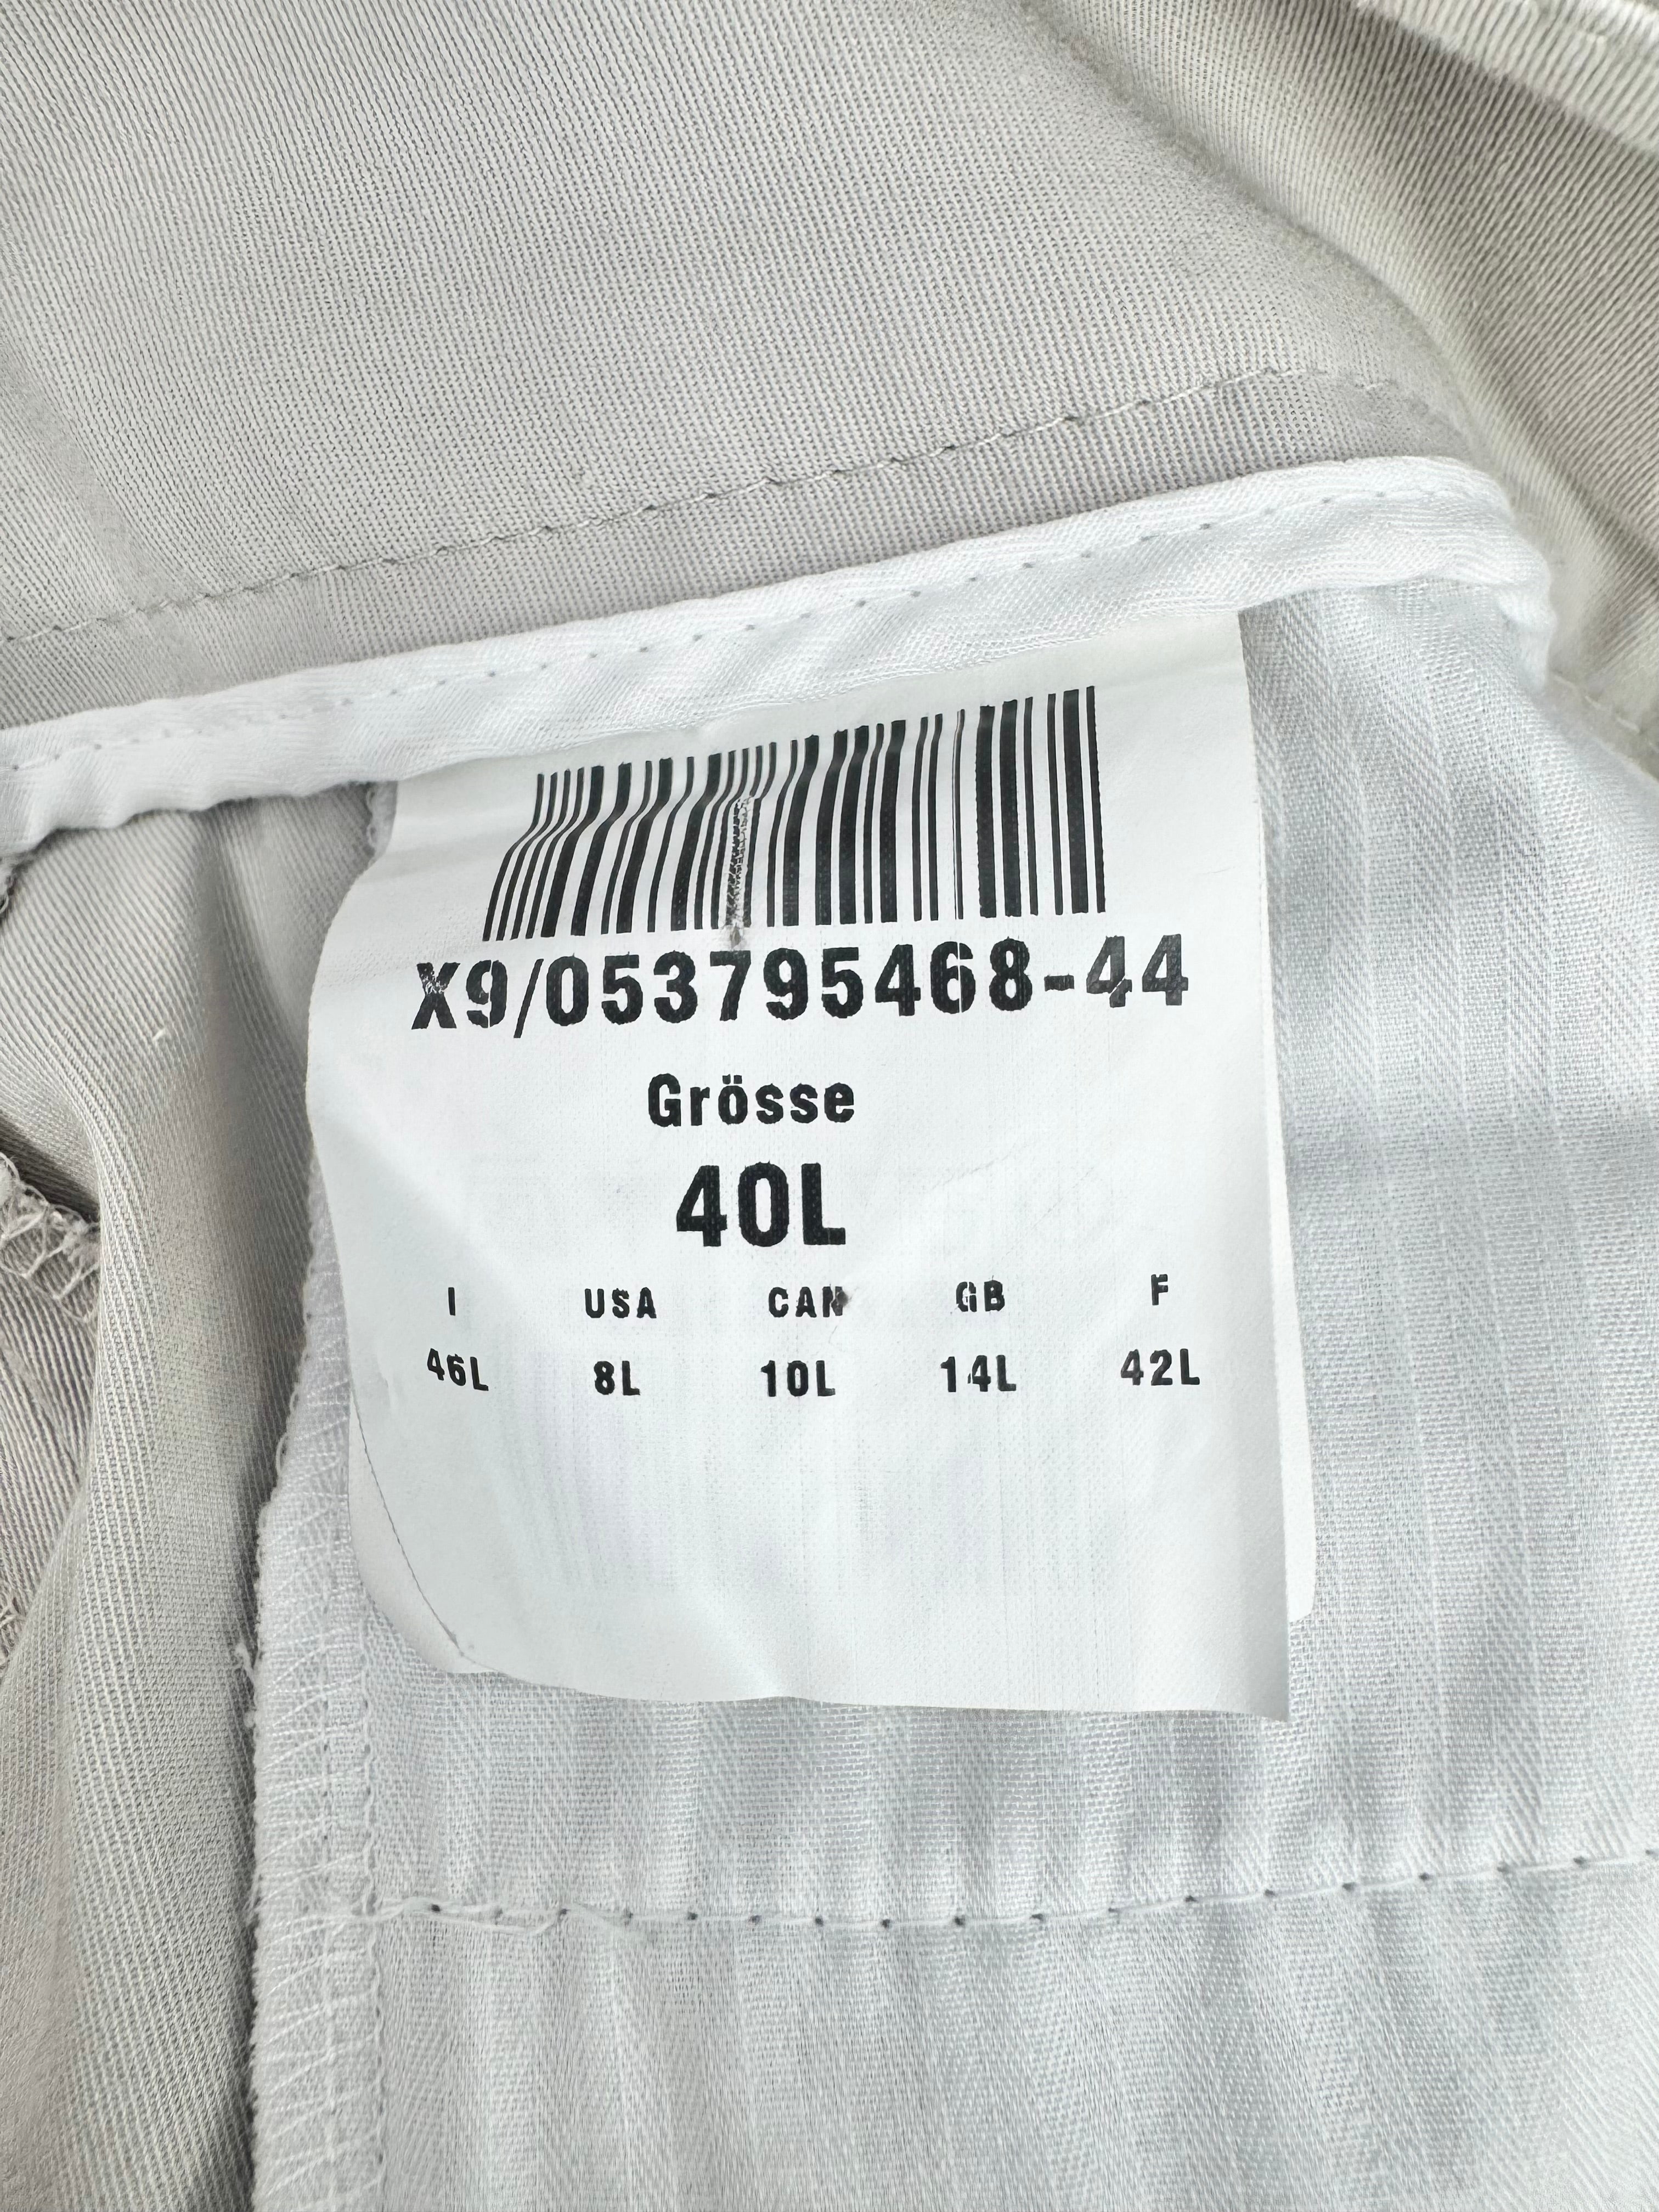 X9/053795468-44
Grösse
40L
I USA CAN GB F
46L 8L 10L 14L 42L